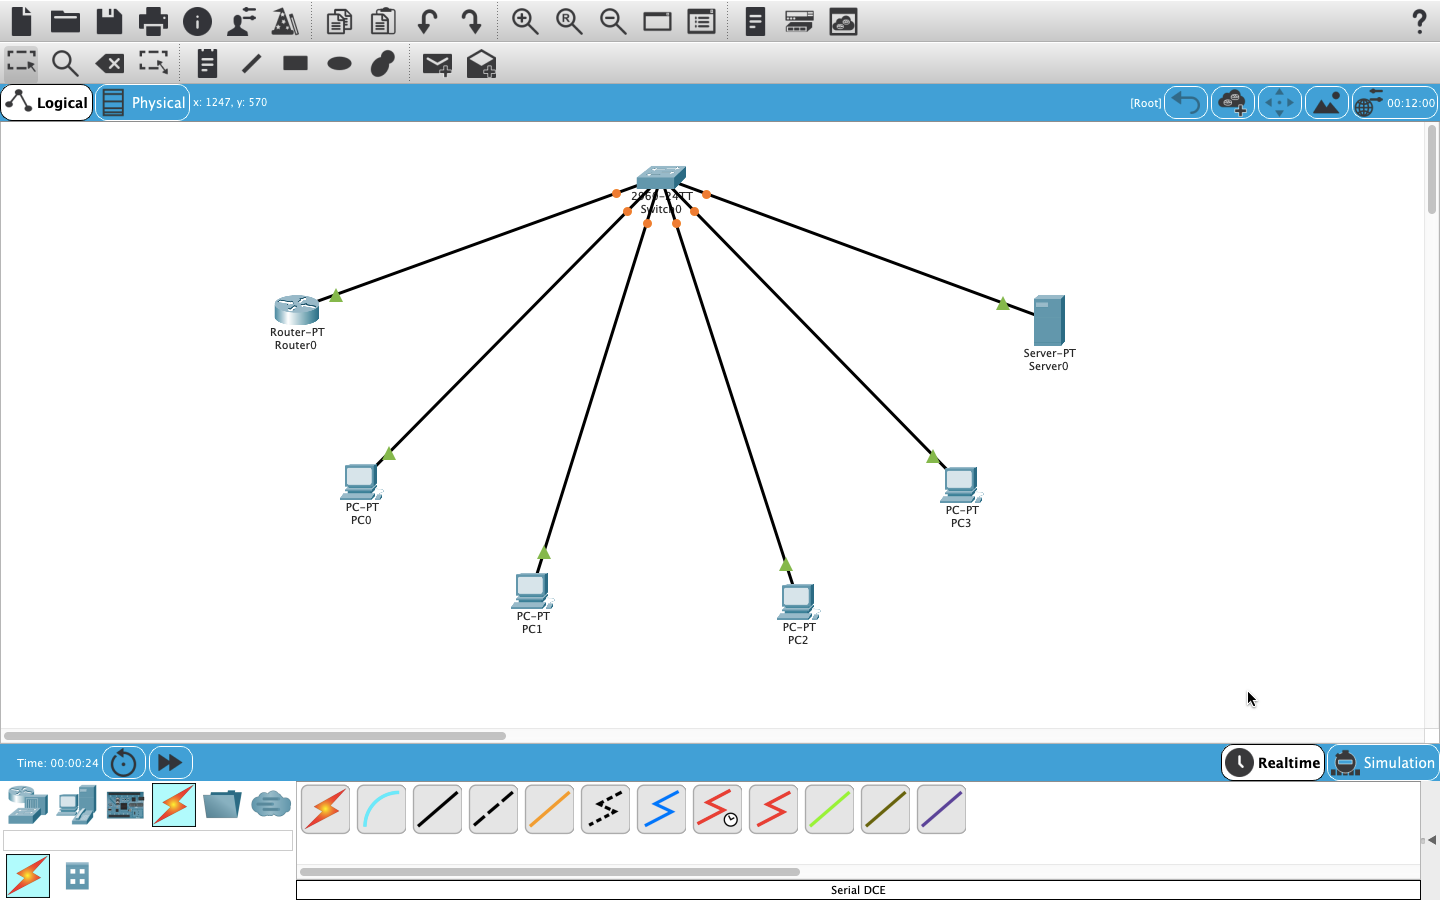 ?
R
Logical
Physical
x: 1247, y: 570
[Root]
00:12:00
2960-24TT
Switch0
Router-PT
Router0
Server-PT
Server0
PC-PT
PC0
PC-PT
PC3
PC-PT
PC1
PC-PT
PC2
Time: 00:00:24
Realtime
Simulation
Serial DCE